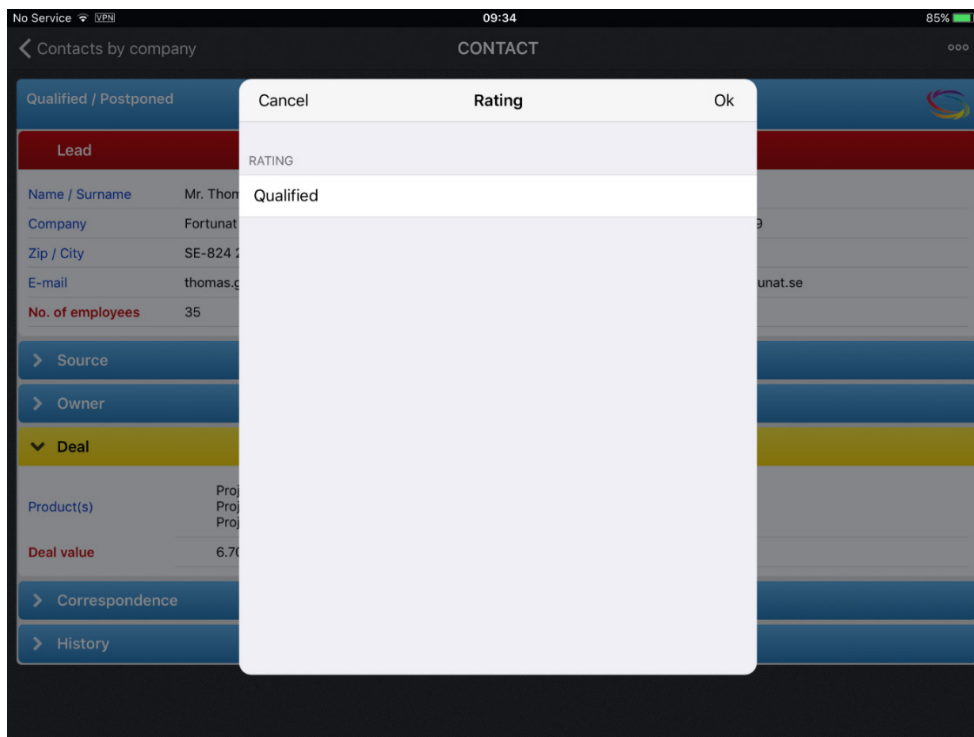 No Service VPN 09:34 85%
Contacts by company CONTACT
Qualified / Postponed
Cancel Rating Ok
Lead
RATING
Name / Surname Mr. Thom
Qualified
Company Fortunat 9
Zip / City SE-824 2
E-mail thomas.g unat.se
No. of employees 35
Source
Owner
Deal
Product(s) Proj
Proj
Proj
Deal value 6.70
Correspondence
History